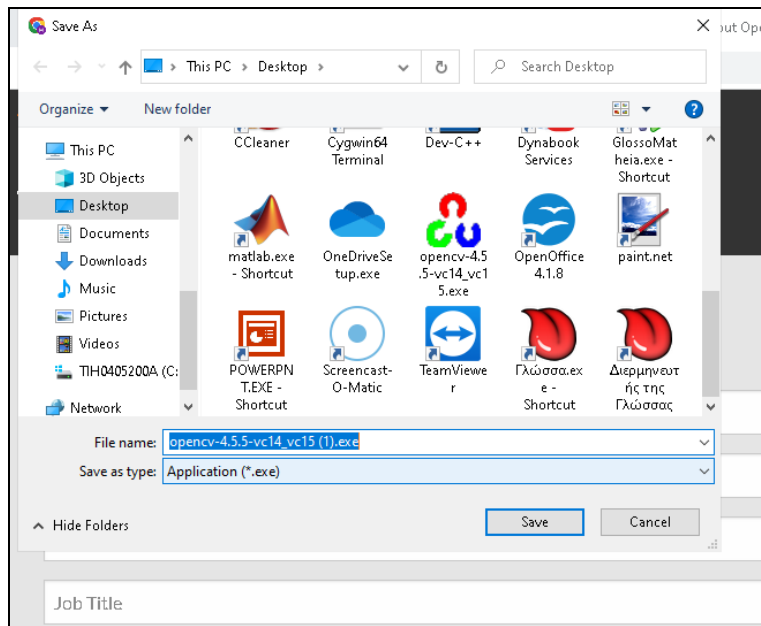 Save As
out Ope
This PC > Desktop >
Search Desktop
Organize
New folder
?
This PC
3D Objects
Desktop
Documents
Downloads
Music
Pictures
Videos
TIH0405200A (C:
Network
CCleaner
Cygwin64
Terminal
Dev-C++
Dynabook
Services
GlossoMat
heia.exe -
Shortcut
matlab.exe
- Shortcut
OneDriveSe
tup.exe
opencv-4.5
.5-vc14_vc1
5.exe
OpenOffice
4.1.8
paint.net
POWERPN
T.EXE -
Shortcut
Screencast-
O-Matic
TeamViewe
r
Γλώσσα.ex
e -
Shortcut
Διερμηνευτ
ής της
Γλώσσας
File name: opencv-4.5.5-vc14_vc15 (1).exe
Save as type: Application (*.exe)
Hide Folders
Save
Cancel
Job Title